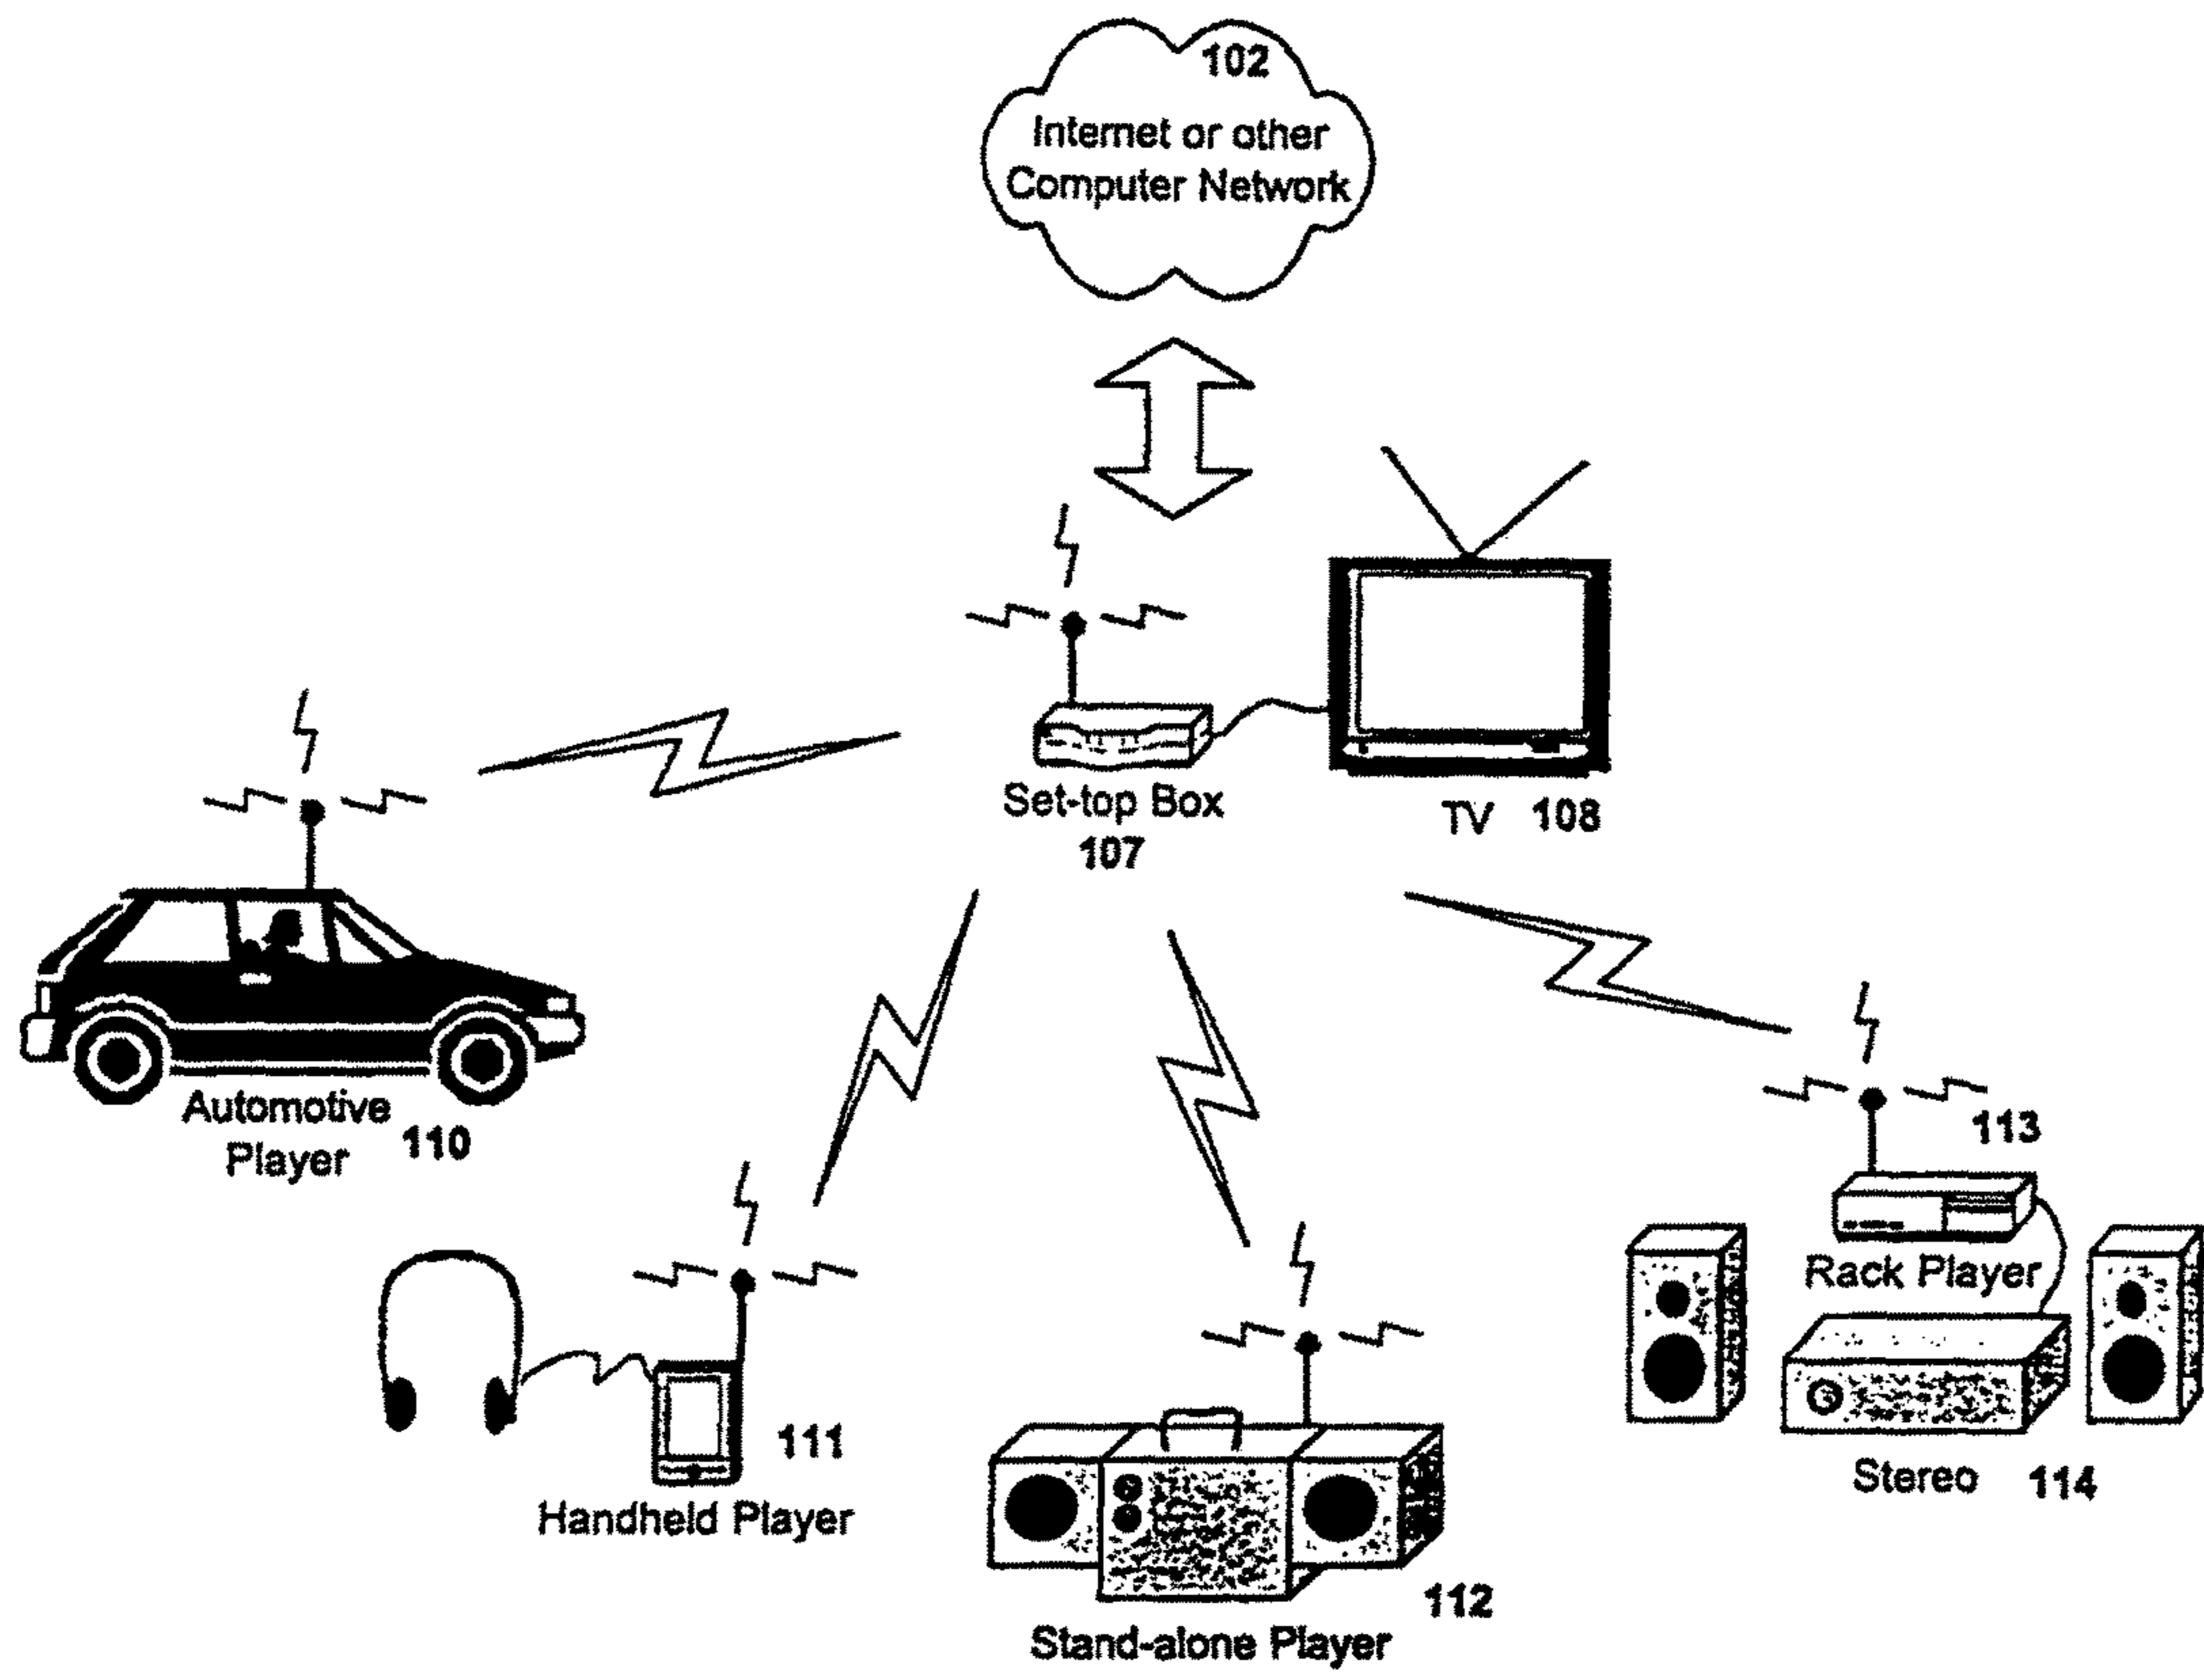 102
Internet or other
Computer Network
Set-top Box
107
TV 108
Automotive
Player 110
113
Rack Player
111
Handheld Player
Stereo 114
112
Stand-alone Player